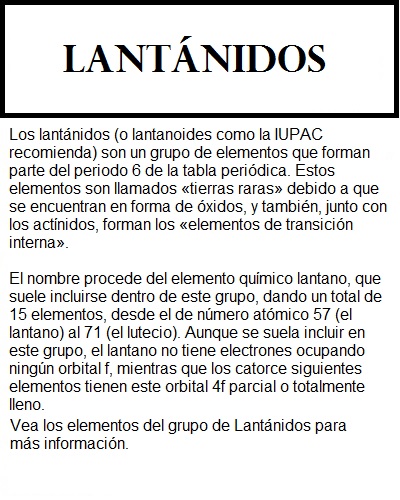 LANTÁNIDOS
Los lantánidos (o lantanoides como la IUPAC
recomienda) son un grupo de elementos que forman
parte del periodo 6 de la tabla periódica. Estos
elementos son llamados «tierras raras» debido a que
se encuentran en forma de óxidos, y también, junto con
los actínidos, forman los «elementos de transición
interna».
El nombre procede del elemento químico lantano, que
suele incluirse dentro de este grupo, dando un total de
15 elementos, desde el de número atómico 57 (el
lantano) al 71 (el lutecio). Aunque se suela incluir en
este grupo, el lantano no tiene electrones ocupando
ningún orbital f, mientras que los catorce siguientes
elementos tienen este orbital 4f parcial o totalmente
lleno.
Vea los elementos del grupo de Lantánidos para
más información.